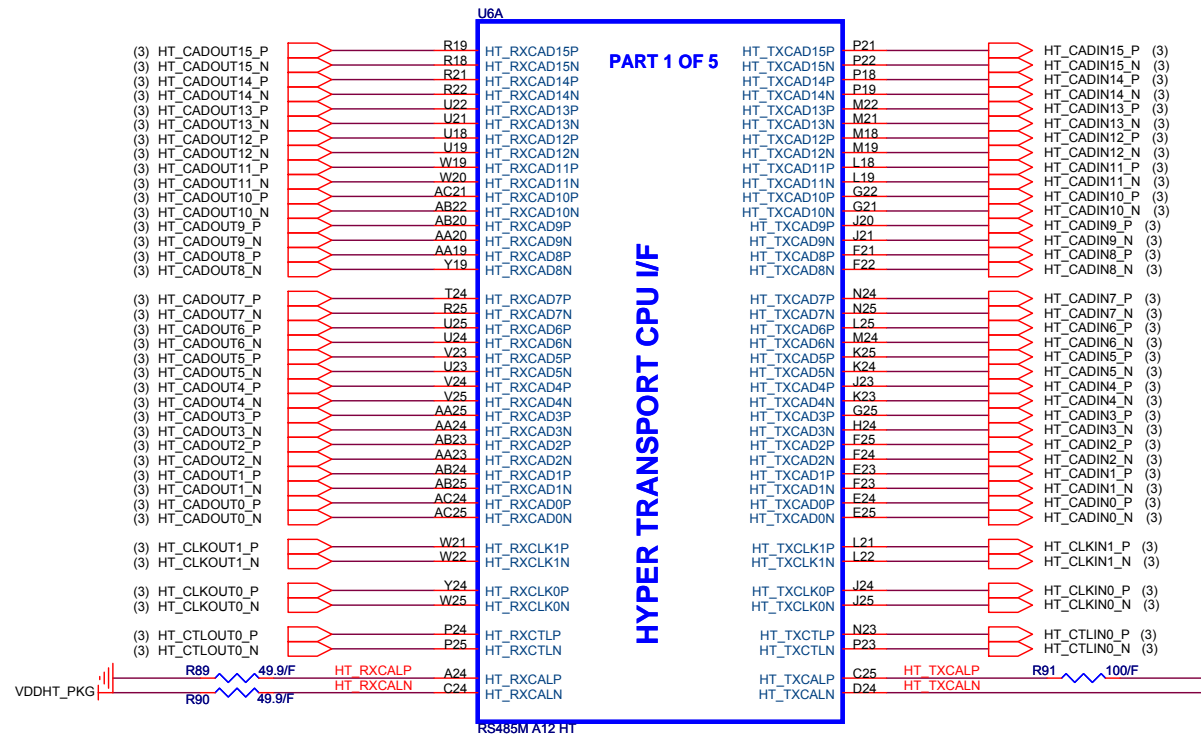 U6A
PART 1 OF 5
(3) HT_CADOUT15_P R19 HT_RXCAD15P HT_TXCAD15P P21 HT_CADIN15_P (3)
(3) HT_CADOUT15_N R18 HT_RXCAD15N HT_TXCAD15N P22 HT_CADIN15_N (3)
(3) HT_CADOUT14_P R21 HT_RXCAD14P HT_TXCAD14P P18 HT_CADIN14_P (3)
(3) HT_CADOUT14_N R22 HT_RXCAD14N HT_TXCAD14N P19 HT_CADIN14_N (3)
(3) HT_CADOUT13_P U22 HT_RXCAD13P HT_TXCAD13P M22 HT_CADIN13_P (3)
(3) HT_CADOUT13_N U21 HT_RXCAD13N HT_TXCAD13N M21 HT_CADIN13_N (3)
(3) HT_CADOUT12_P U18 HT_RXCAD12P HT_TXCAD12P M18 HT_CADIN12_P (3)
(3) HT_CADOUT12_N U19 HT_RXCAD12N HT_TXCAD12N M19 HT_CADIN12_N (3)
(3) HT_CADOUT11_P W19 HT_RXCAD11P HT_TXCAD11P L18 HT_CADIN11_P (3)
(3) HT_CADOUT11_N W20 HT_RXCAD11N HT_TXCAD11N L19 HT_CADIN11_N (3)
(3) HT_CADOUT10_P AC21 HT_RXCAD10P HT_TXCAD10P G22 HT_CADIN10_P (3)
(3) HT_CADOUT10_N AB22 HT_RXCAD10N HT_TXCAD10N G21 HT_CADIN10_N (3)
(3) HT_CADOUT9_P AB20 HT_RXCAD9P HT_TXCAD9P J20 HT_CADIN9_P (3)
(3) HT_CADOUT9_N AA20 HT_RXCAD9N HT_TXCAD9N J21 HT_CADIN9_N (3)
(3) HT_CADOUT8_P AA19 HT_RXCAD8P HT_TXCAD8P F21 HT_CADIN8_P (3)
(3) HT_CADOUT8_N Y19 HT_RXCAD8N HT_TXCAD8N F22 HT_CADIN8_N (3)
HYPER TRANSPORT CPU I/F
(3) HT_CADOUT7_P T24 HT_RXCAD7P HT_TXCAD7P N24 HT_CADIN7_P (3)
(3) HT_CADOUT7_N R25 HT_RXCAD7N HT_TXCAD7N N25 HT_CADIN7_N (3)
(3) HT_CADOUT6_P U25 HT_RXCAD6P HT_TXCAD6P L25 HT_CADIN6_P (3)
(3) HT_CADOUT6_N U24 HT_RXCAD6N HT_TXCAD6N M24 HT_CADIN6_N (3)
(3) HT_CADOUT5_P V23 HT_RXCAD5P HT_TXCAD5P K25 HT_CADIN5_P (3)
(3) HT_CADOUT5_N U23 HT_RXCAD5N HT_TXCAD5N K24 HT_CADIN5_N (3)
(3) HT_CADOUT4_P V24 HT_RXCAD4P HT_TXCAD4P J23 HT_CADIN4_P (3)
(3) HT_CADOUT4_N V25 HT_RXCAD4N HT_TXCAD4N K23 HT_CADIN4_N (3)
(3) HT_CADOUT3_P AA25 HT_RXCAD3P HT_TXCAD3P G25 HT_CADIN3_P (3)
(3) HT_CADOUT3_N AA24 HT_RXCAD3N HT_TXCAD3N H24 HT_CADIN3_N (3)
(3) HT_CADOUT2_P AB23 HT_RXCAD2P HT_TXCAD2P F25 HT_CADIN2_P (3)
(3) HT_CADOUT2_N AA23 HT_RXCAD2N HT_TXCAD2N F24 HT_CADIN2_N (3)
(3) HT_CADOUT1_P AB24 HT_RXCAD1P HT_TXCAD1P E23 HT_CADIN1_P (3)
(3) HT_CADOUT1_N AB25 HT_RXCAD1N HT_TXCAD1N F23 HT_CADIN1_N (3)
(3) HT_CADOUT0_P AC24 HT_RXCAD0P HT_TXCAD0P E24 HT_CADIN0_P (3)
(3) HT_CADOUT0_N AC25 HT_RXCAD0N HT_TXCAD0N E25 HT_CADIN0_N (3)
(3) HT_CLKOUT1_P W21 HT_RXCLK1P HT_TXCLK1P L21 HT_CLKIN1_P (3)
(3) HT_CLKOUT1_N W22 HT_RXCLK1N HT_TXCLK1N L22 HT_CLKIN1_N (3)
(3) HT_CLKOUT0_P Y24 HT_RXCLK0P HT_TXCLK0P J24 HT_CLKIN0_P (3)
(3) HT_CLKOUT0_N W25 HT_RXCLK0N HT_TXCLK0N J25 HT_CLKIN0_N (3)
(3) HT_CTLOUT0_P P24 HT_RXCTLP HT_TXCTLP N23 HT_CTLIN0_P (3)
(3) HT_CTLOUT0_N P25 HT_RXCTLN HT_TXCTLN P23 HT_CTLIN0_N (3)
R89 49.9/F HT_RXCALP A24 HT_RXCALP HT_TXCALP C25 HT_TXCALP R91 100/F
VDDHT_PKG R90 49.9/F HT_RXCALN C24 HT_RXCALN HT_TXCALN D24 HT_TXCALN
RS485M A12 HT